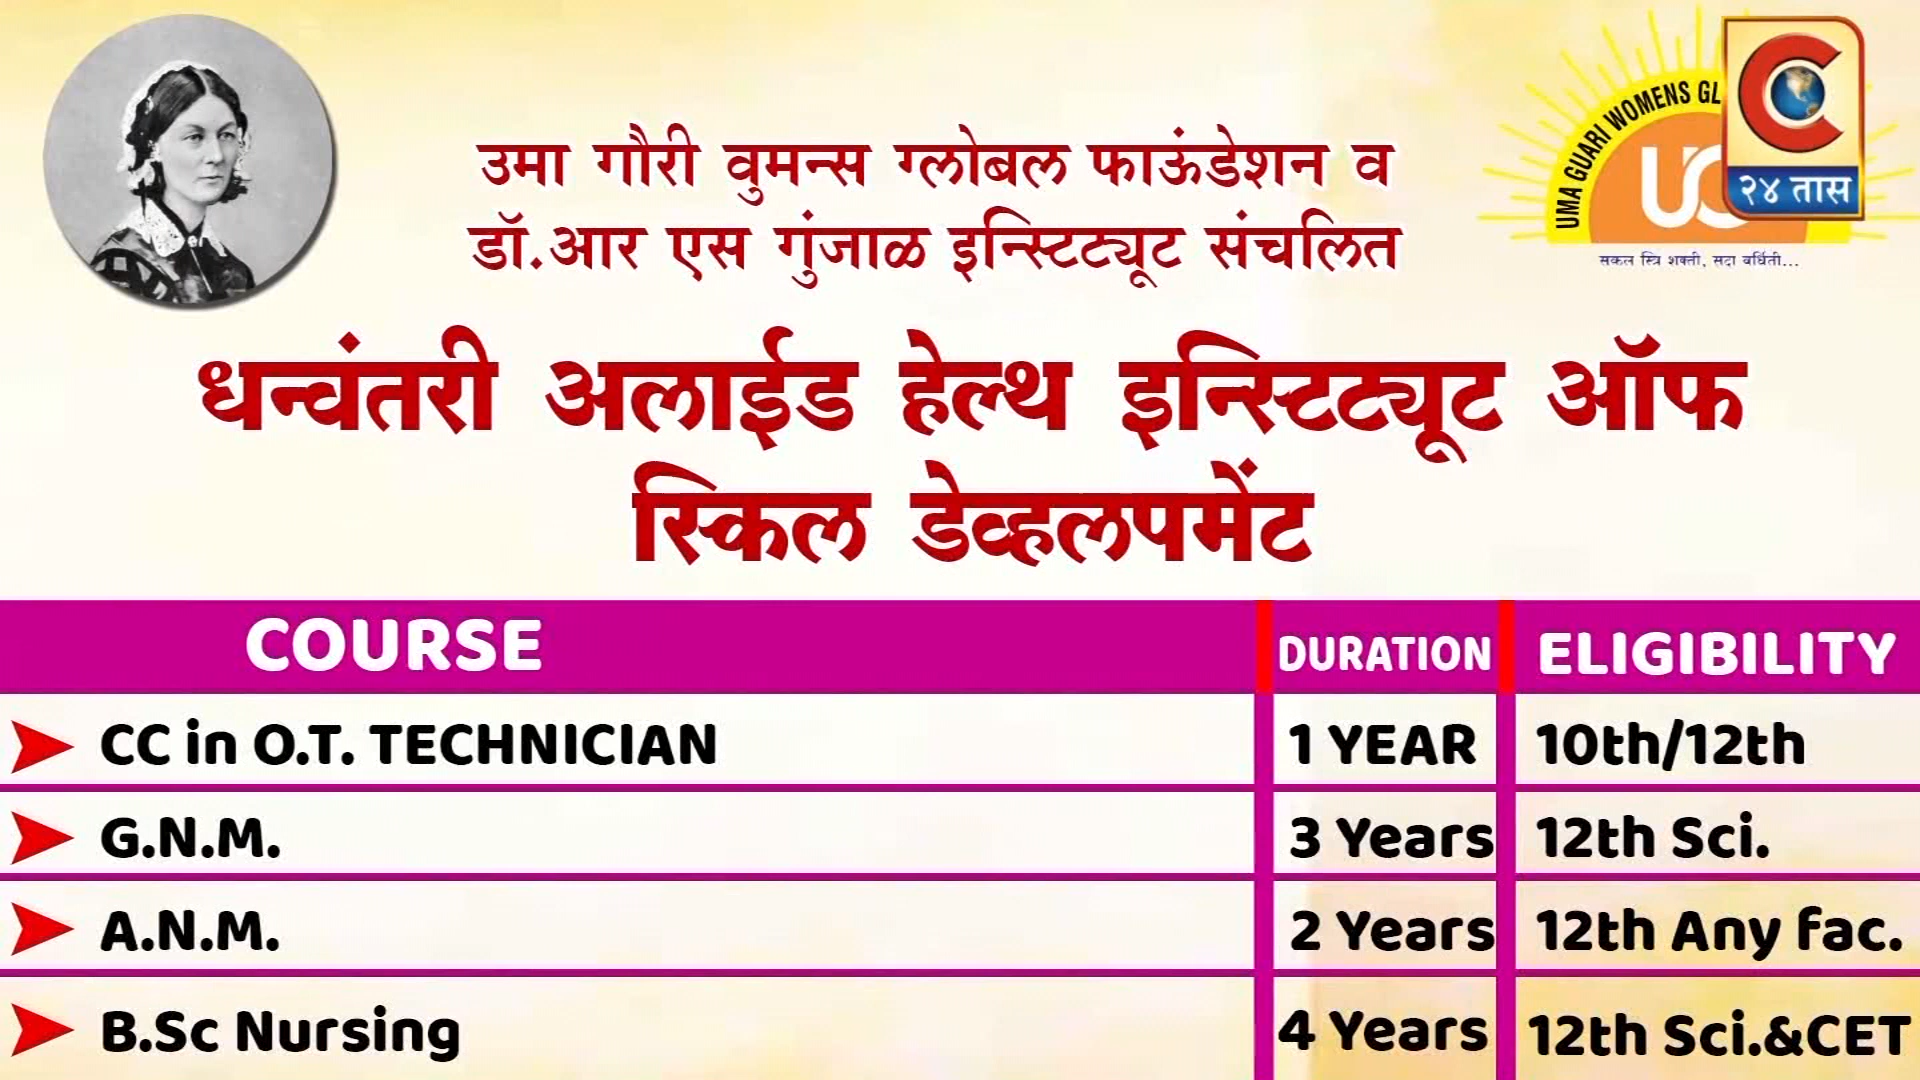 उमा गौरी वुमन्स ग्लोबल फाऊंडेशन व
डॉ.आर एस गुंजाळ इन्स्टिट्यूट संचलित
UMA GUARI WOMENS GL
२४ तास
सकल स्त्रि शक्ती, सदा वर्धिती...
धन्वंतरी अलाईड हेल्थ इन्स्टिट्यूट ऑफ
स्किल डेव्हलपमेंट
COURSE DURATION ELIGIBILITY
CC in O.T. TECHNICIAN 1 YEAR 10th/12th
G.N.M. 3 Years 12th Sci.
A.N.M. 2 Years 12th Any fac.
B.Sc Nursing 4 Years 12th Sci.&CET